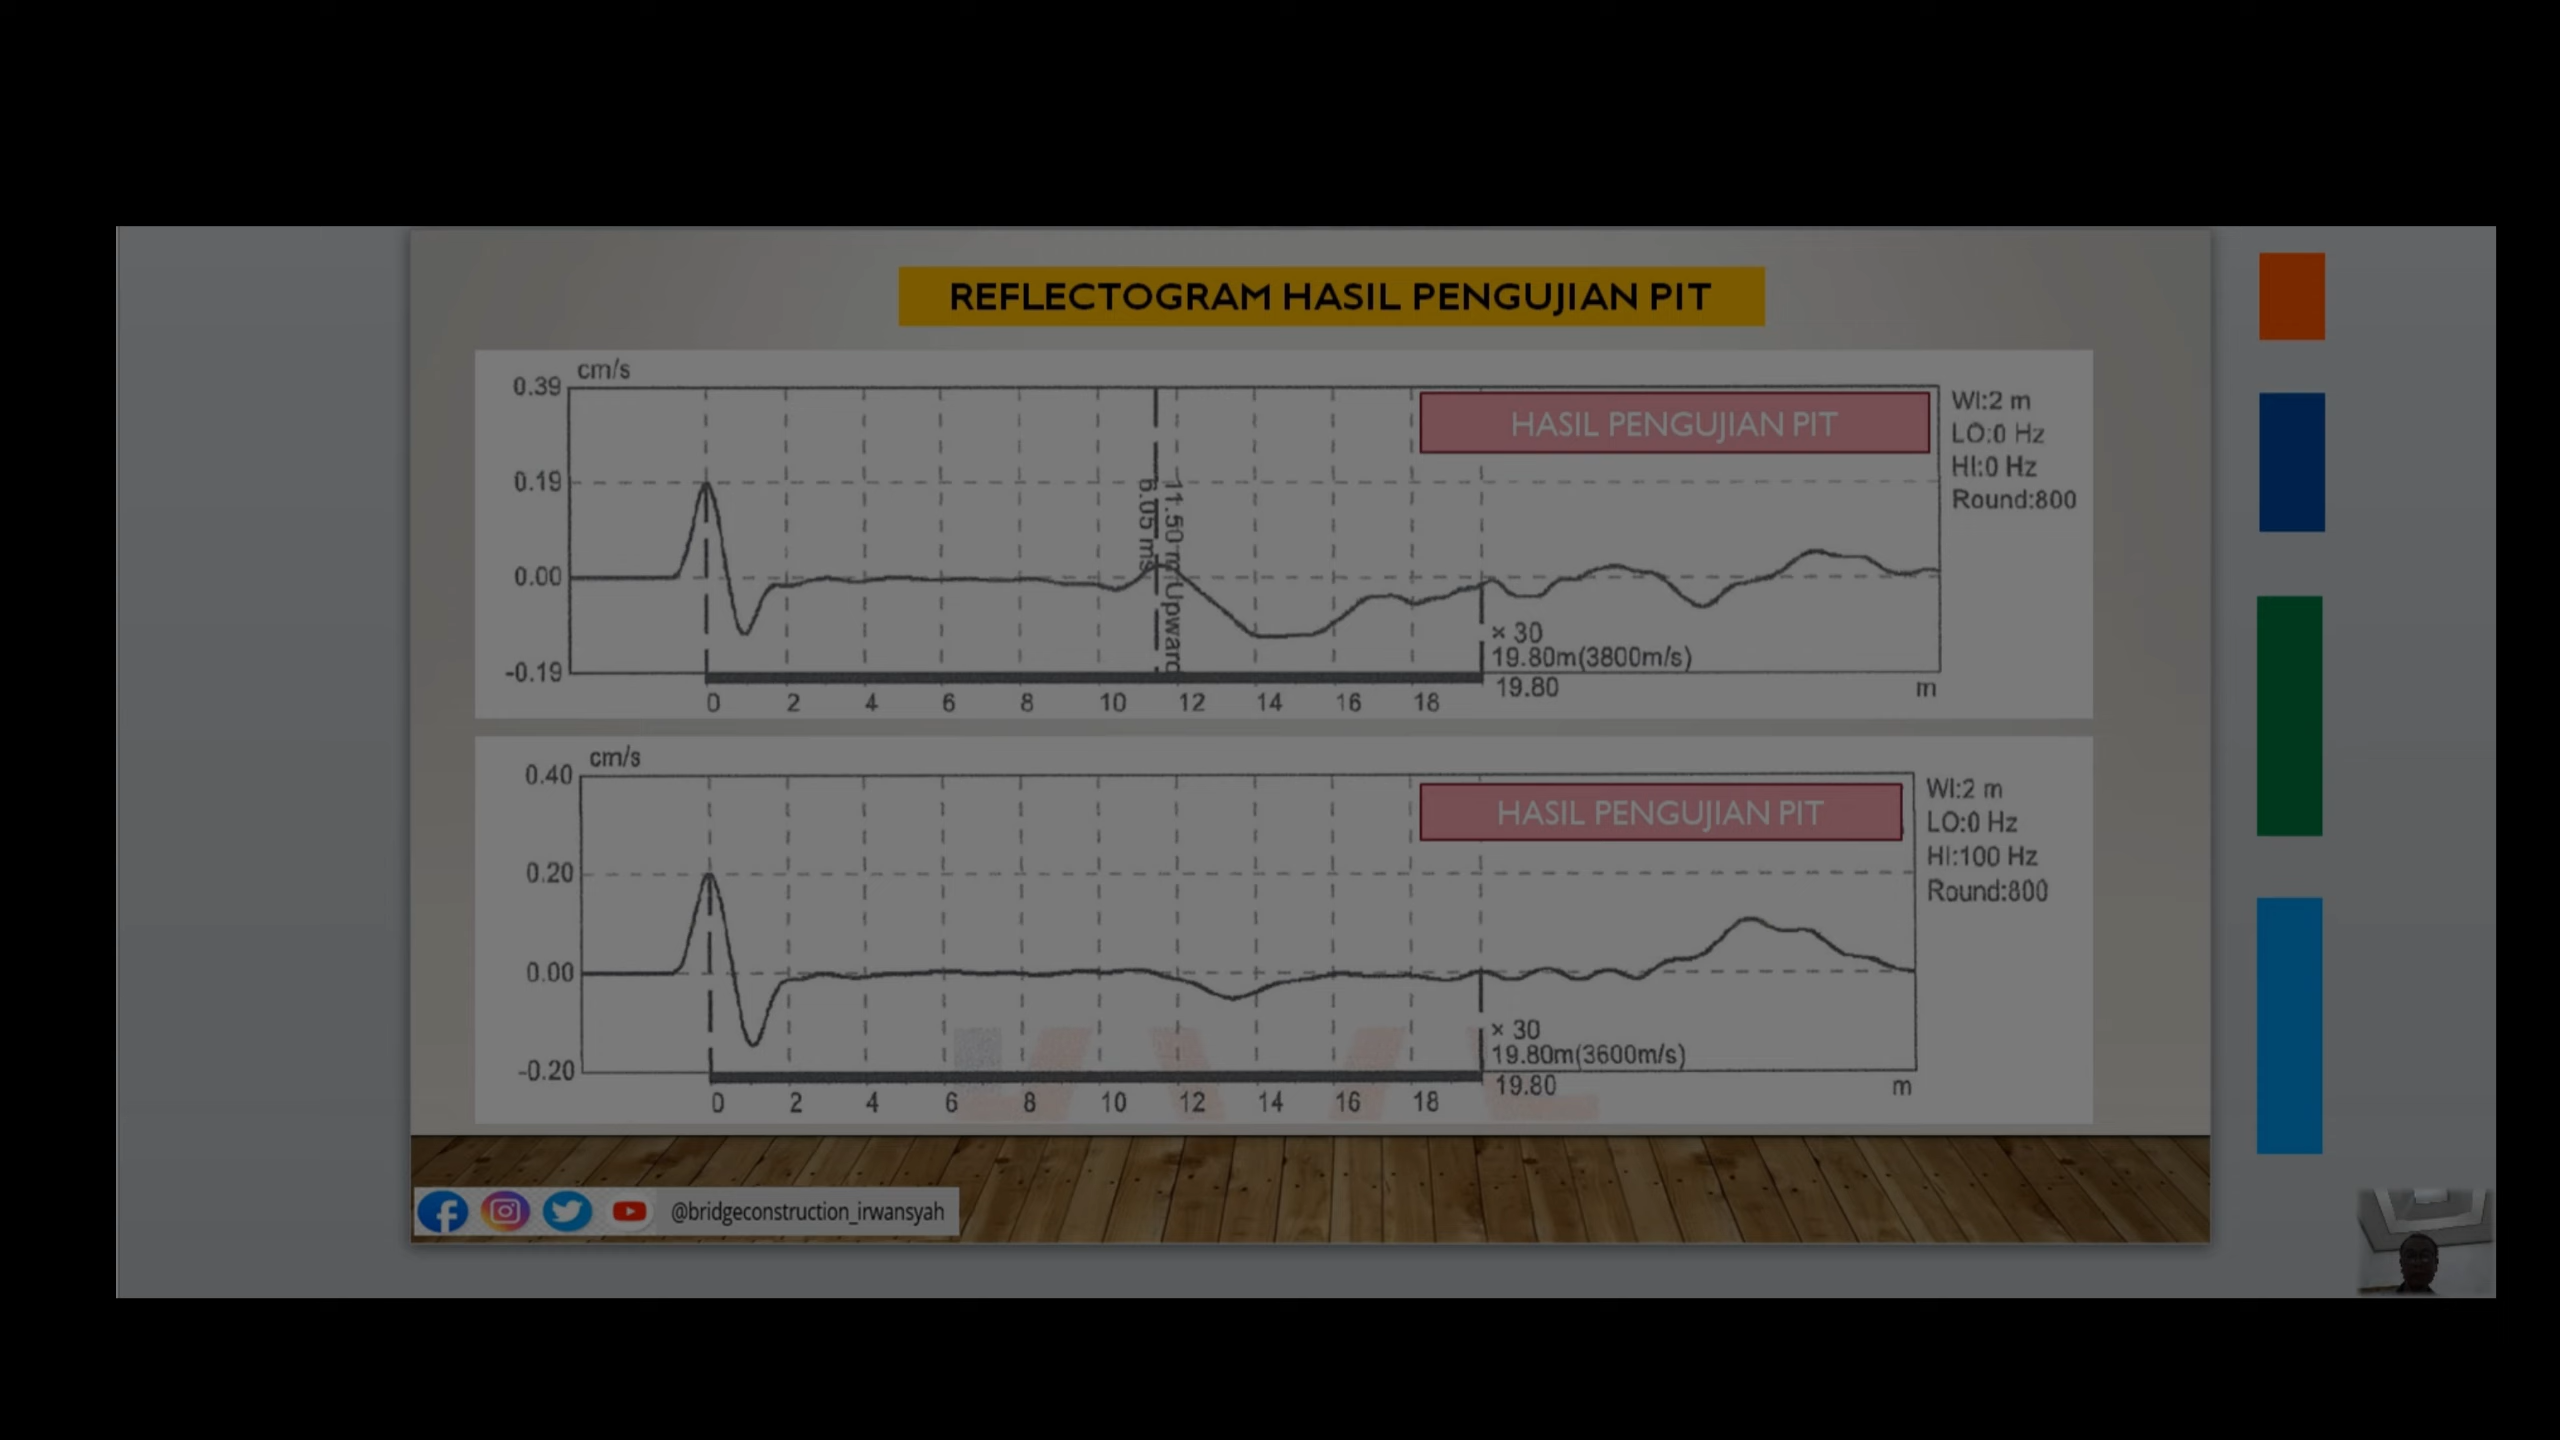 REFLECTOGRAM HASIL PENGUJIAN PIT
cm/s
0.39
0.19
0.00
-0.19
HASIL PENGUJIAN PIT
WI:2 m
LO:0 Hz
HI:0 Hz
Round:800
6.05 ms
11.50 m Upward
× 30
19.80m(3800m/s)
19.80
m
0 2 4 6 8 10 12 14 16 18
cm/s
0.40
0.20
0.00
-0.20
HASIL PENGUJIAN PIT
WI:2 m
LO:0 Hz
HI:100 Hz
Round:800
× 30
19.80m(3600m/s)
19.80
m
0 2 4 6 8 10 12 14 16 18
@bridgeconstruction_irwansyah